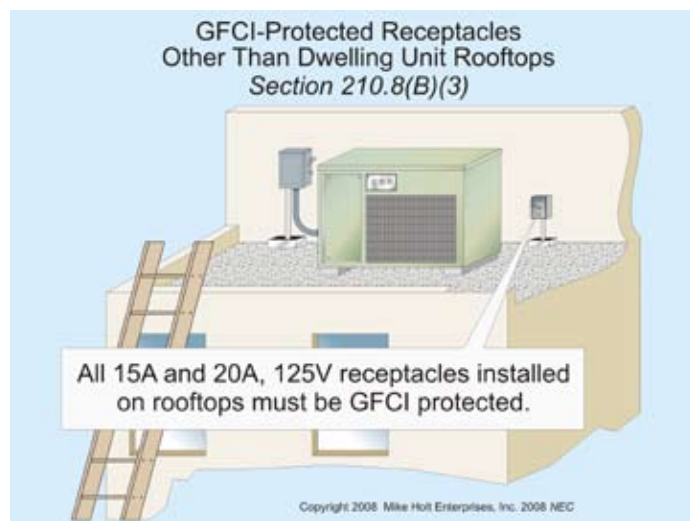 GFCI-Protected Receptacles
Other Than Dwelling Unit Rooftops
Section 210.8(B)(3)
All 15A and 20A, 125V receptacles installed
on rooftops must be GFCI protected.
Copyright 2008 Mike Holt Enterprises, Inc. 2008 NEC